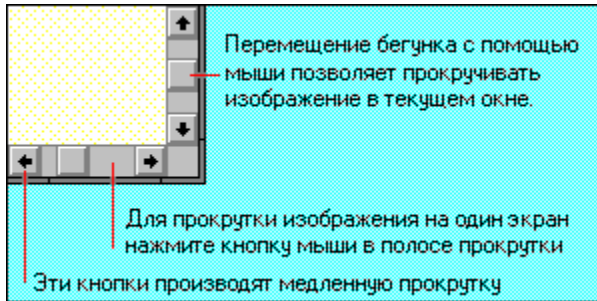 Перемещение бегунка с помощью
мыши позволяет прокручивать
изображение в текущем окне.
Для прокрутки изображения на один экран
нажмите кнопку мыши в полосе прокрутки
Эти кнопки производят медленную прокрутку